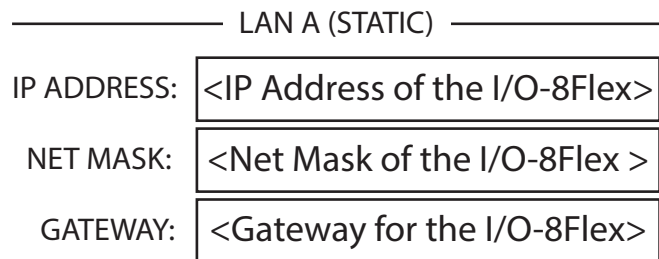 LAN A (STATIC)
IP ADDRESS: <IP Address of the I/O-8Flex>
NET MASK: <Net Mask of the I/O-8Flex >
GATEWAY: <Gateway for the I/O-8Flex>